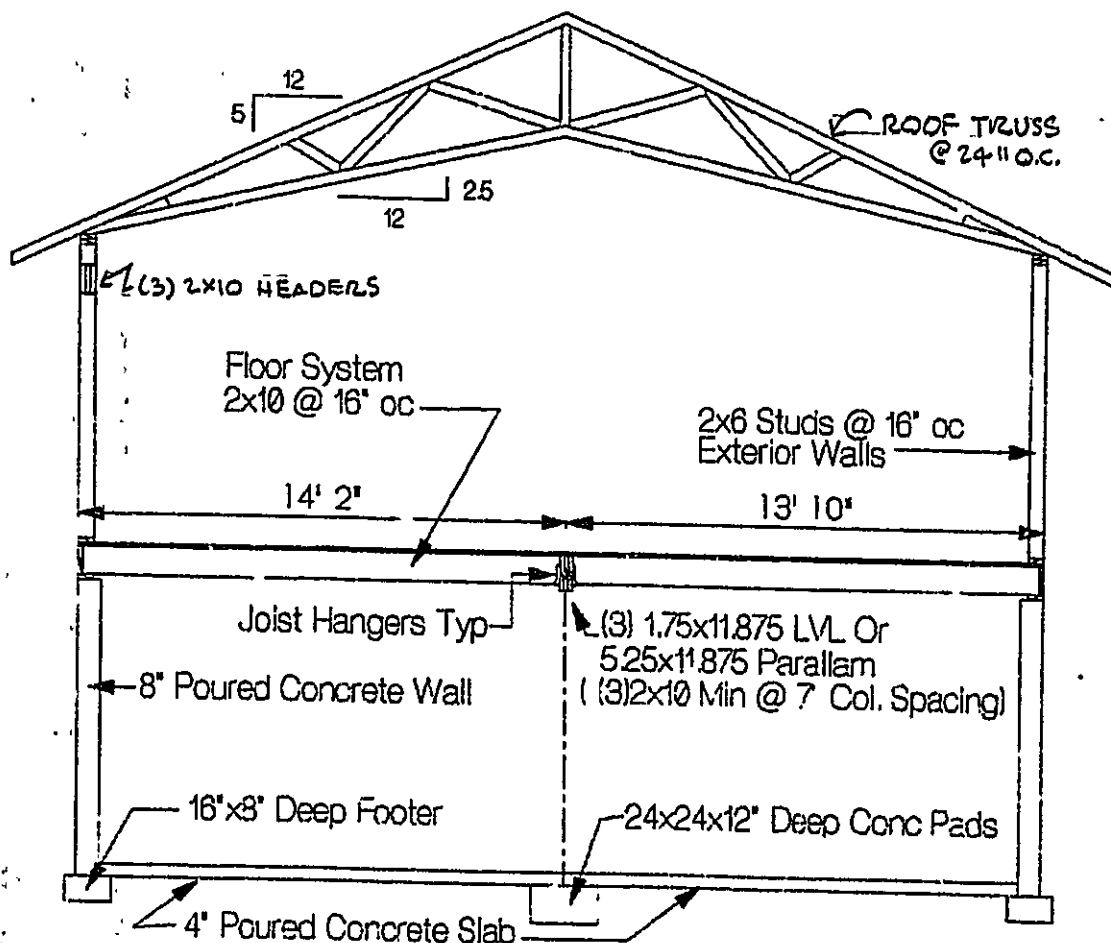 12
5
ROOF TRUSS
@ 24" O.C.
2.5
12
(3) 2X10 HEADERS
Floor System
2x10 @ 16" oc
2x6 Studs @ 16" oc
Exterior Walls
14' 2"
13' 10"
Joist Hangers Typ
(3) 1.75x11.875 LVL Or
5.25x11.875 Parallam
( (3)2x10 Min @ 7' Col. Spacing)
8" Poured Concrete Wall
16"x8" Deep Footer
24x24x12" Deep Conc Pads
4" Poured Concrete Slab